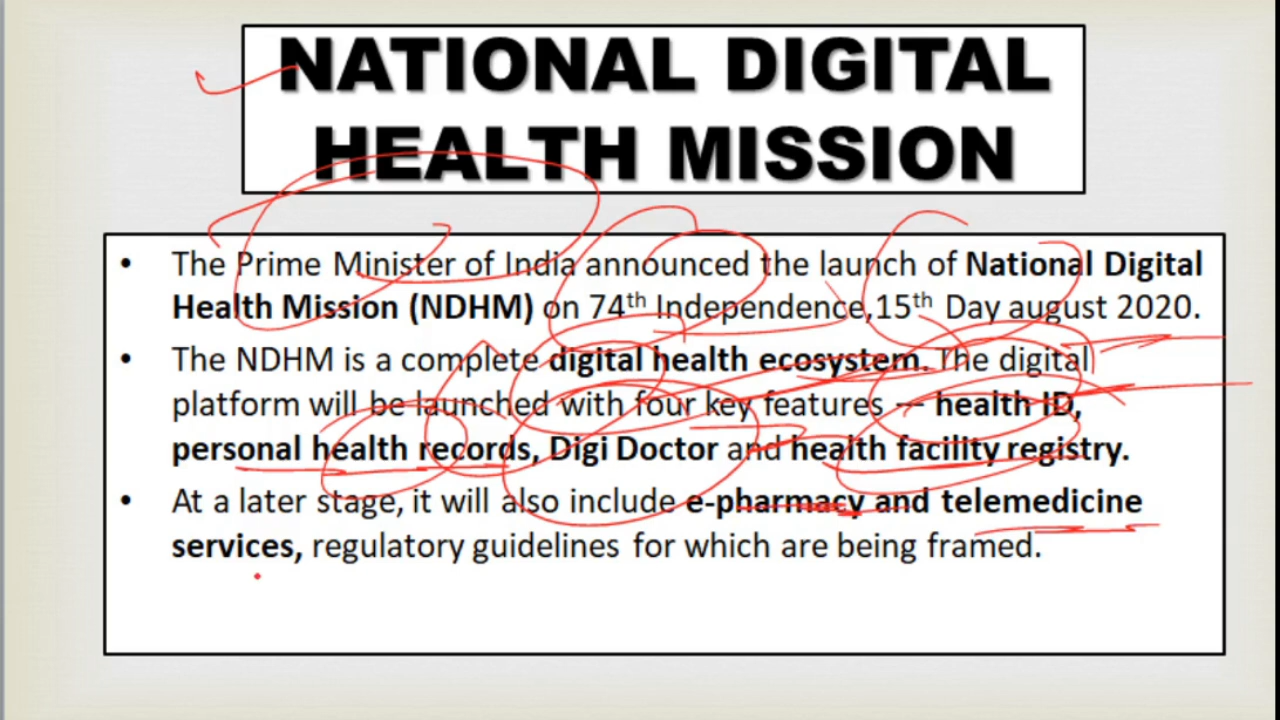 NATIONAL DIGITAL
HEALTH MISSION
• The Prime Minister of India announced the launch of National Digital
Health Mission (NDHM) on 74th Independence,15th Day august 2020.
• The NDHM is a complete digital health ecosystem. The digital
platform will be launched with four key features — health ID,
personal health records, Digi Doctor and health facility registry.
• At a later stage, it will also include e-pharmacy and telemedicine
services, regulatory guidelines for which are being framed.